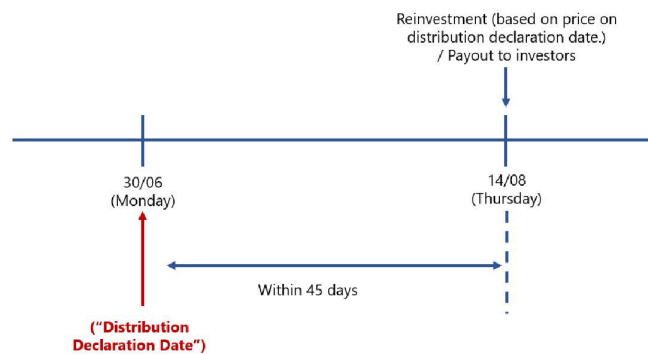 Reinvestment (based on price on
distribution declaration date.)
/ Payout to investors
30/06
(Monday)
14/08
(Thursday)
Within 45 days
("Distribution
Declaration Date")